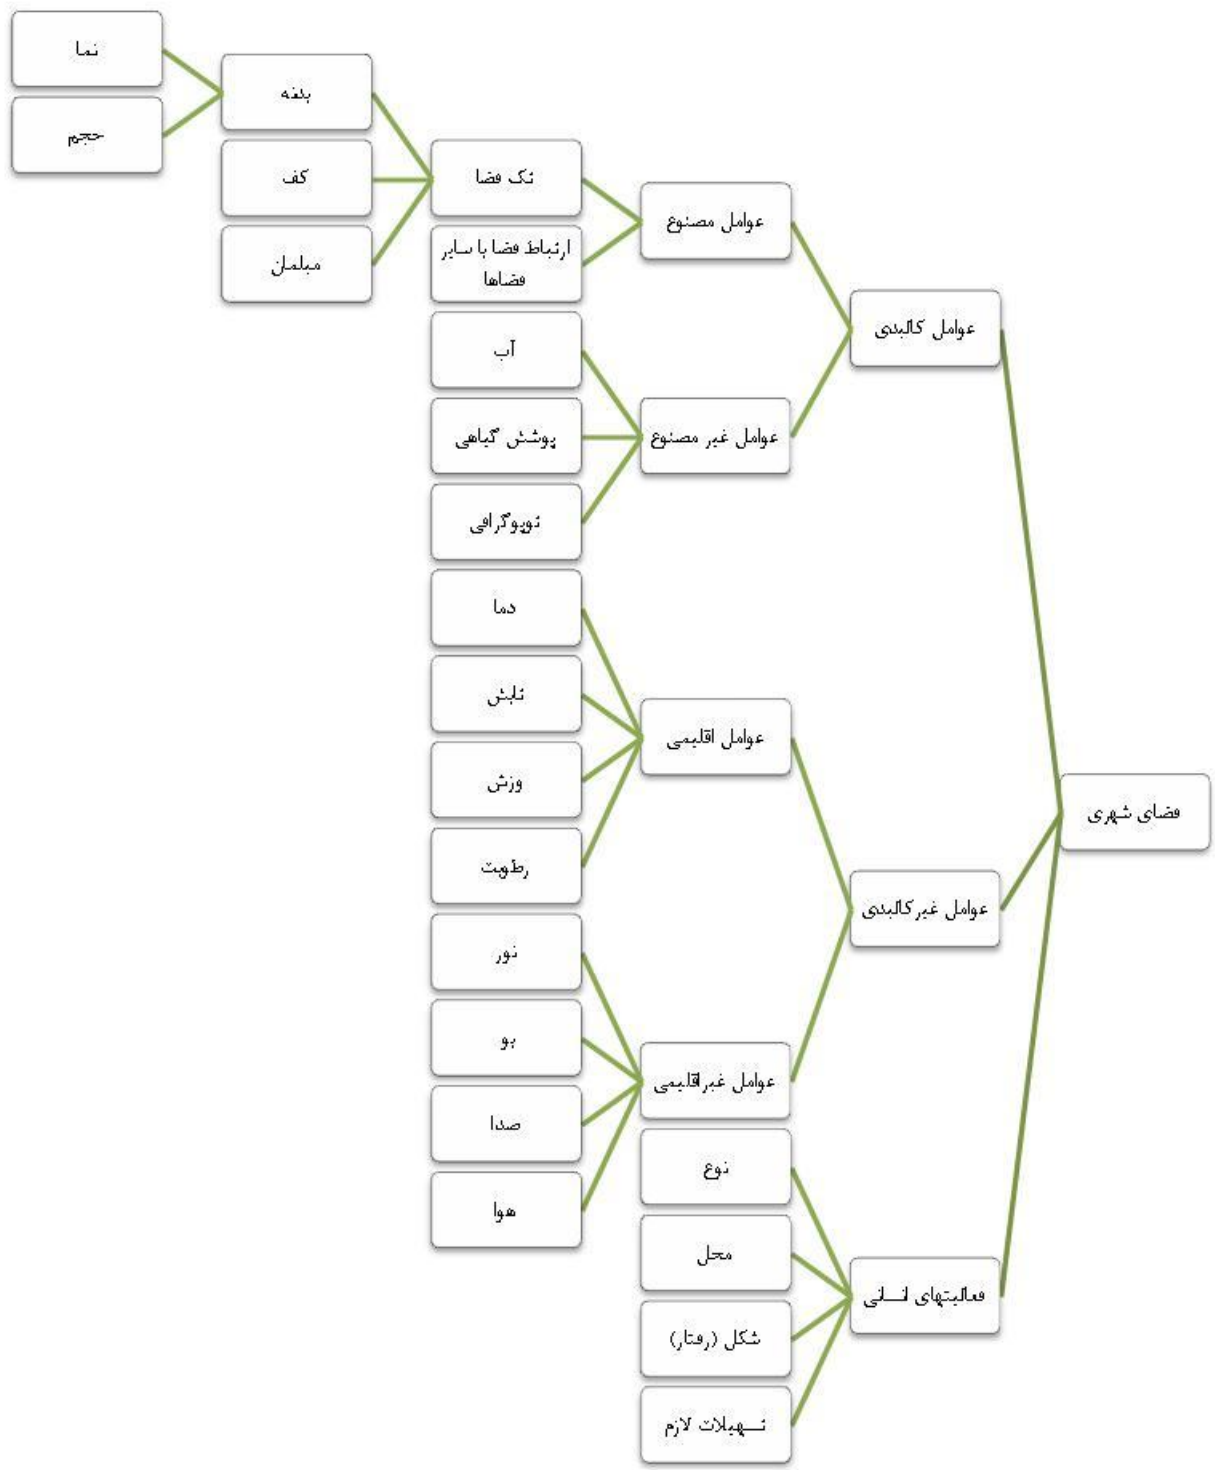 فضای شهری
عوامل کالبدی
عوامل مصنوع
تک فضا
بدنه
نما
حجم
کف
مبلمان
ارتباط فضا با سایر
فضاها
عوامل غیر مصنوع
آب
پوشش گیاهی
توپوگرافی
عوامل غیرکالبدی
عوامل اقلیمی
دما
تابش
وزش
رطوبت
عوامل غیراقلیمی
نور
بو
صدا
هوا
فعالیتهای انسانی
نوع
محل
شکل (رفتار)
تسهیلات لازم